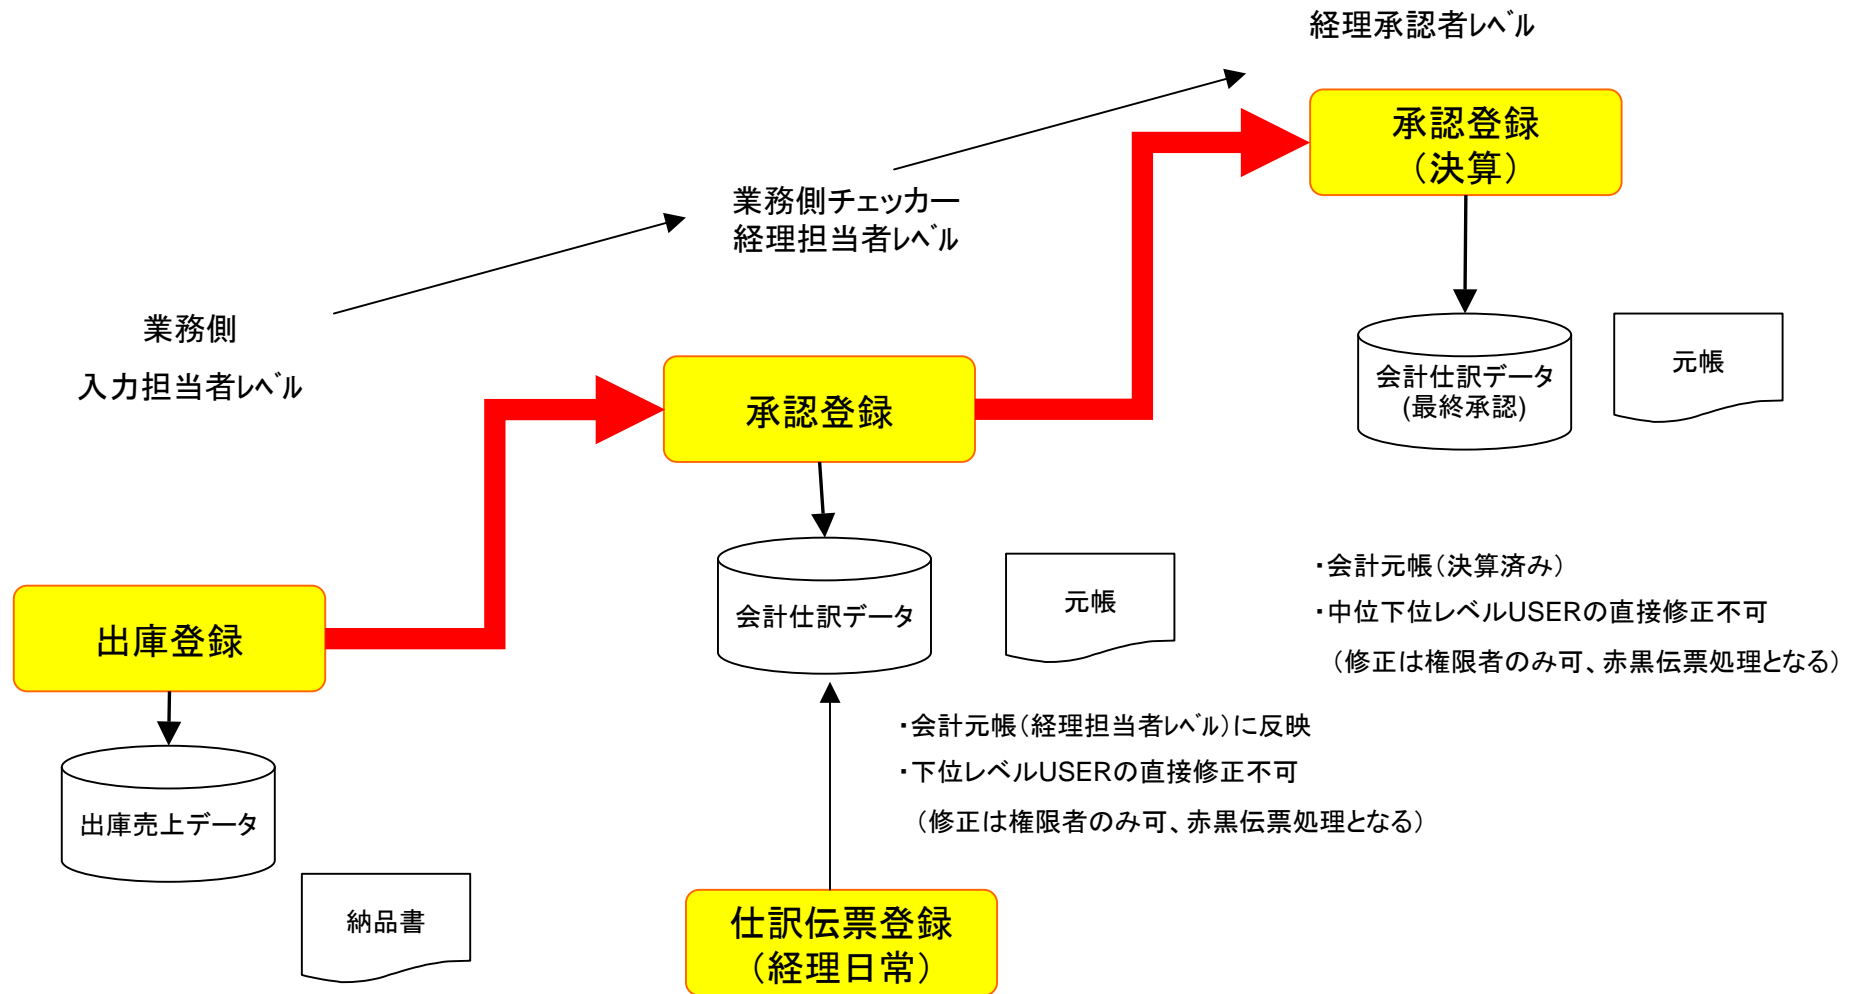 経理承認者レベル
承認登録
（決算）
業務側チェッカー
経理担当者レベル
業務側
入力担当者レベル
会計仕訳データ
(最終承認)
元帳
承認登録
会計仕訳データ
元帳
・会計元帳（決算済み）
・中位下位レベルUSERの直接修正不可
（修正は権限者のみ可、赤黒伝票処理となる）
出庫登録
・会計元帳（経理担当者レベル）に反映
・下位レベルUSERの直接修正不可
（修正は権限者のみ可、赤黒伝票処理となる）
出庫売上データ
納品書
仕訳伝票登録
（経理日常）